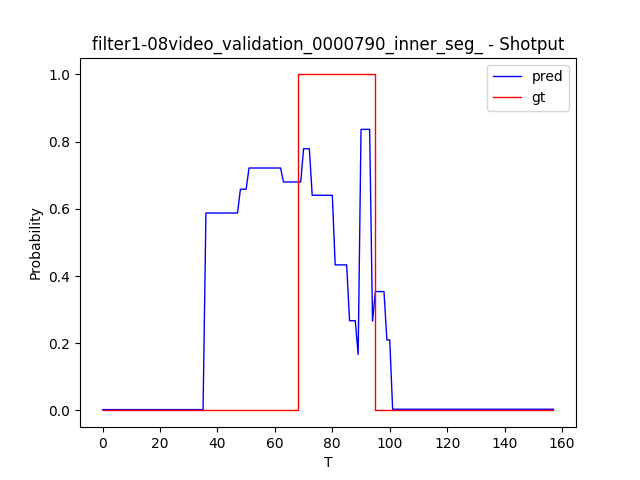 filter1-08video_validation_0000790_inner_seg_ - Shotput
pred
gt
1.0
0.8
0.6
0.4
0.2
0.0
Probability
0 20 40 60 80 100 120 140 160
T